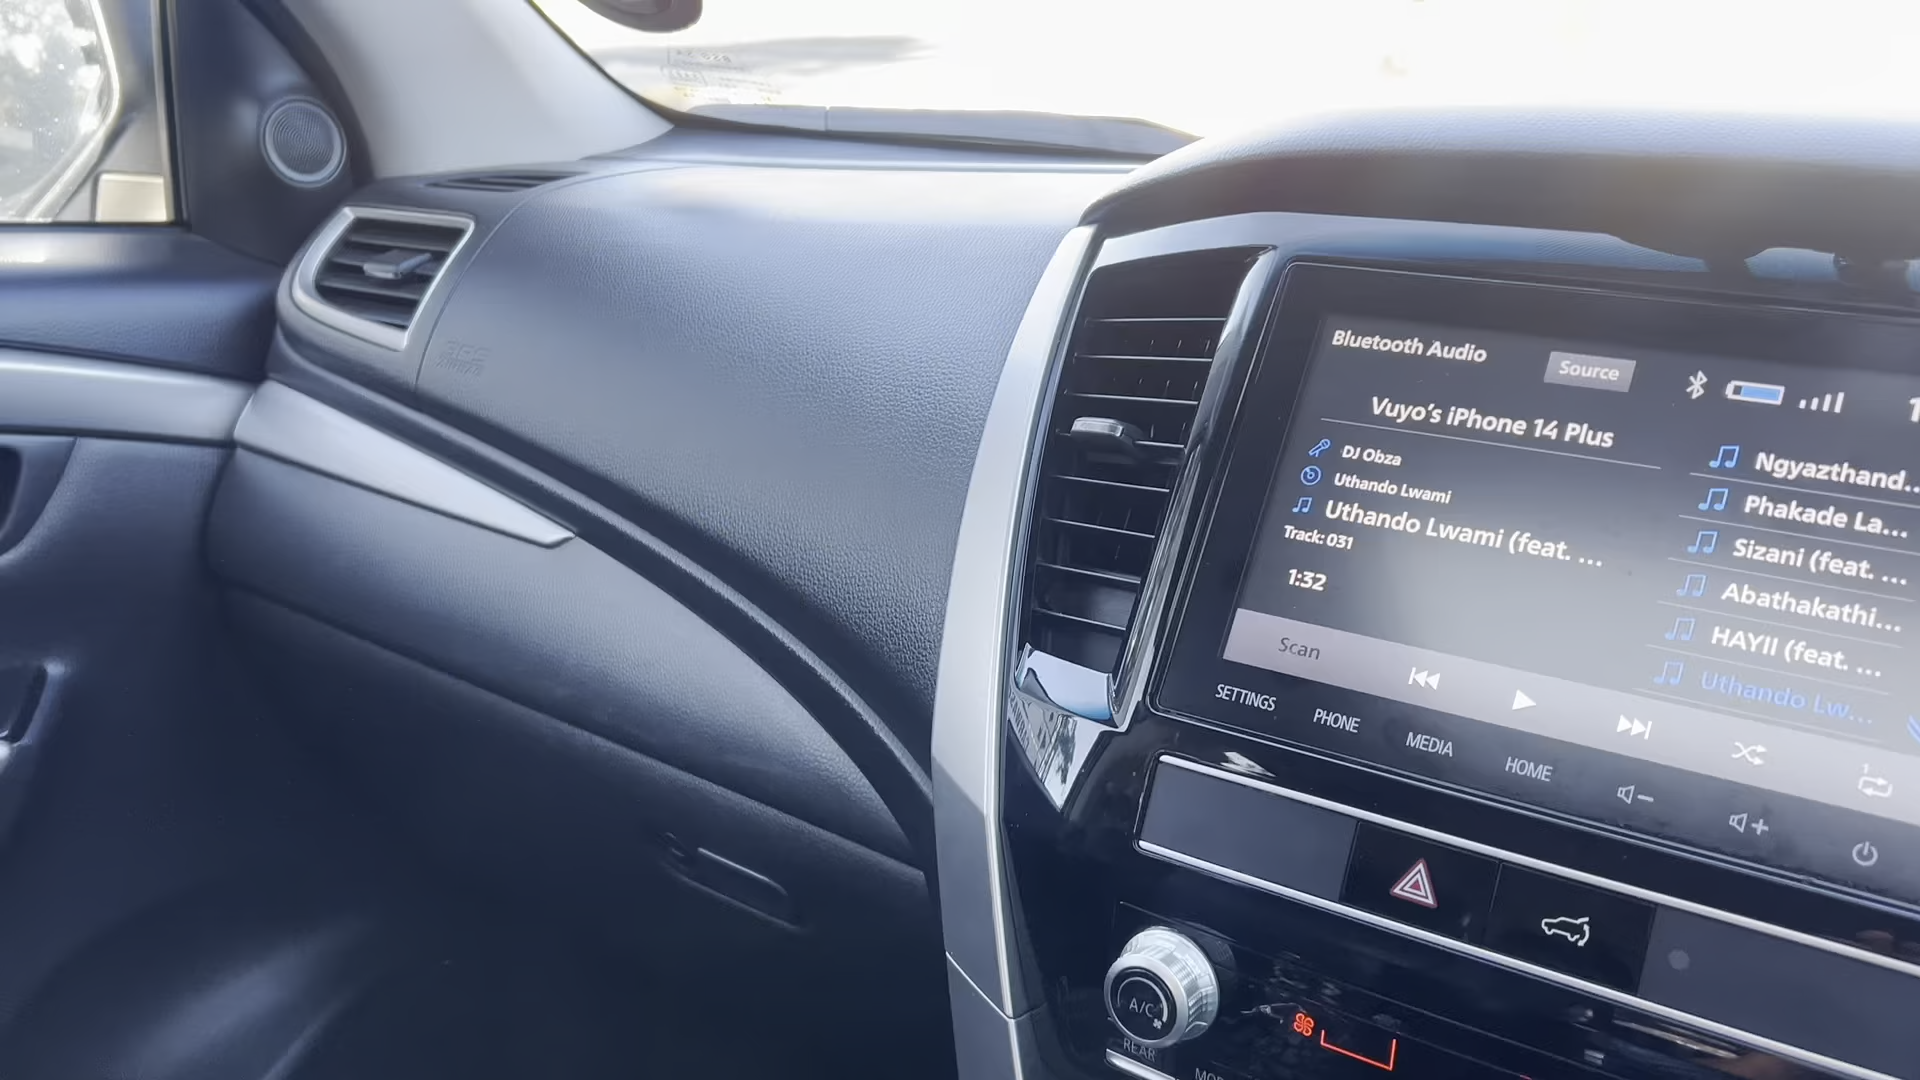 Bluetooth Audio
Source
Vuyo's iPhone 14 Plus
DJ Obza
Uthando Lwami
Uthando Lwami (feat. ...
Track: 031
1:32
Ngyazthand...
Phakade La...
Sizani (feat. ...
Abathakathi...
HAYII (feat. ...
Uthando Lw...
Scan
SETTINGS
PHONE
MEDIA
HOME
A/C
REAR